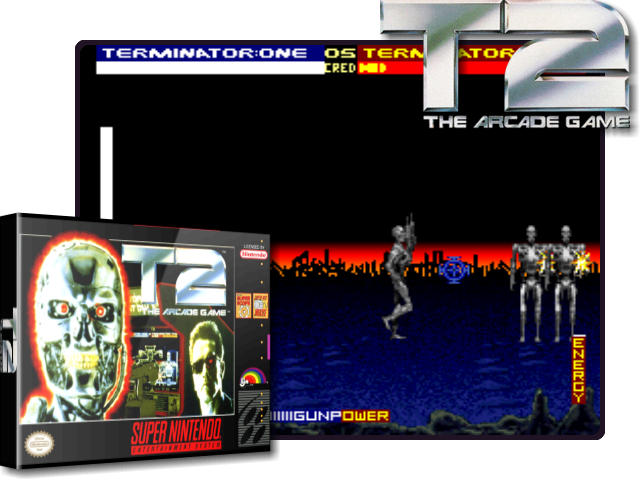 TERMINATOR:ONE OS TERMINATOR
CRED
T2
THE ARCADE GAME
LICENSED BY
Nintendo
T2
THE ARCADE GAME
ENERGY
GUNPOWER
SUPER NINTENDO
ENTERTAINMENT SYSTEM